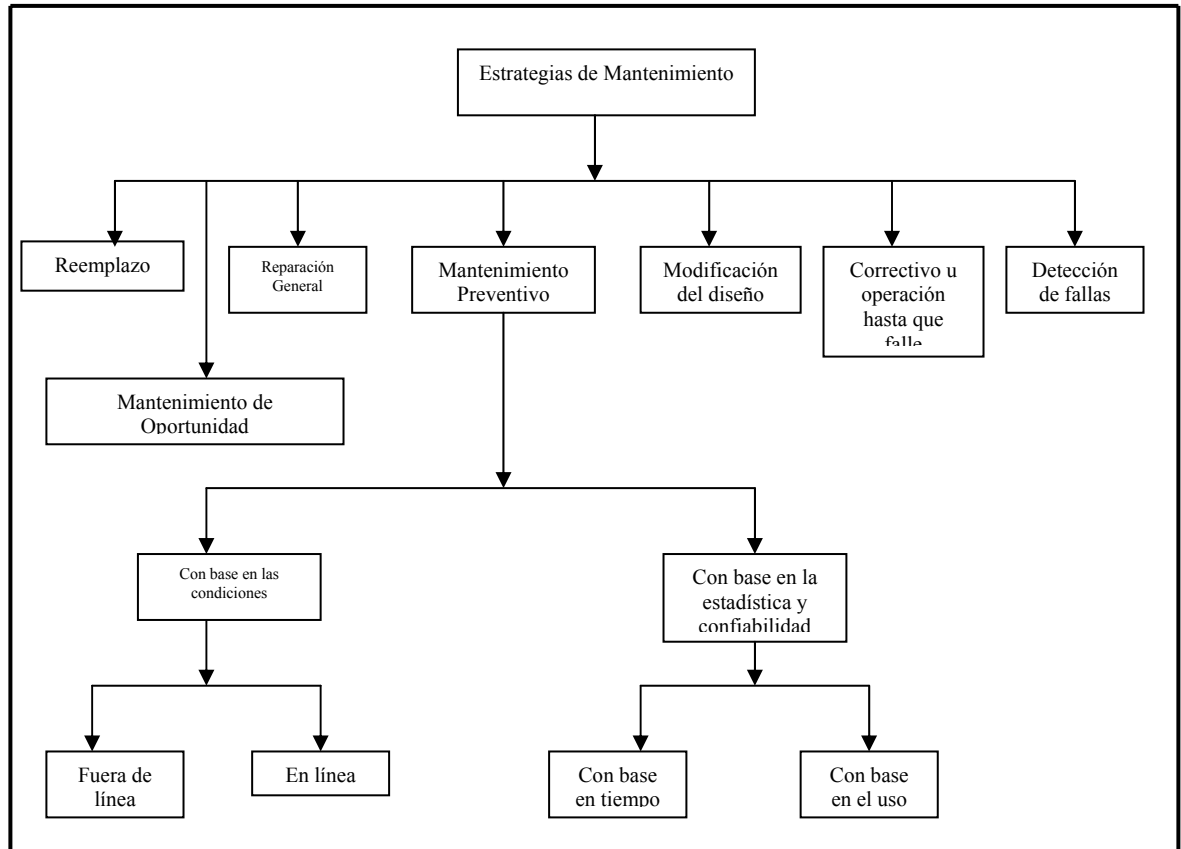 Estrategias de Mantenimiento
Reemplazo
Reparación
General
Mantenimiento
Preventivo
Modificación
del diseño
Correctivo u
operación
hasta que
falle
Detección
de fallas
Mantenimiento de
Oportunidad
Con base en las
condiciones
Con base en la
estadística y
confiabilidad
Fuera de
línea
En línea
Con base
en tiempo
Con base
en el uso